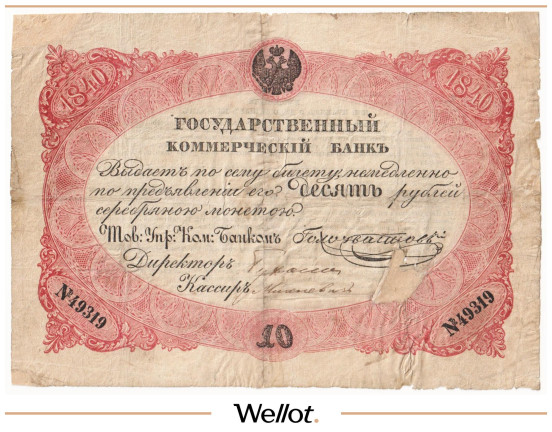 1840 1840
ГОСУДАРСТВЕННЫЙ
КОММЕРЧЕСКІЙ БАНКЪ
Выдаетъ по сему билету, немедленно
по предъявленіи его десять рублей
серебряною монетою.
Тов: Упр: Ком: Банкомъ
Директоръ
Кассиръ
№49319 №49319
10
Wellot.